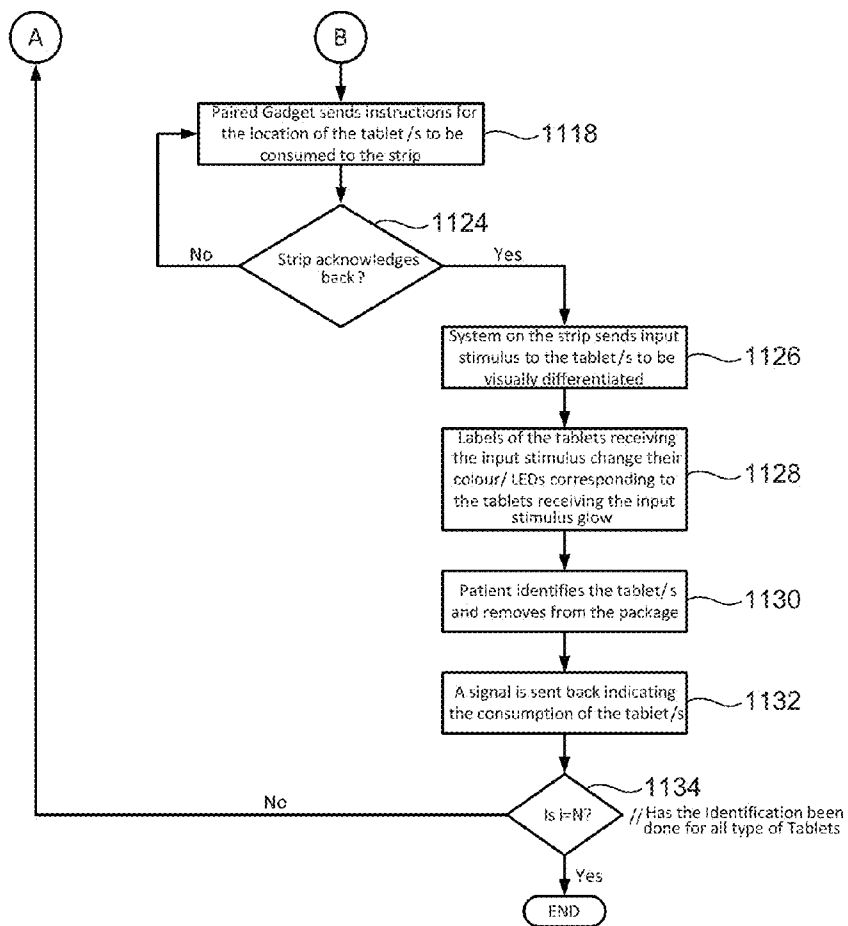 A
B
Paired Gadget sends instructions for
the location of the tablet/s to be
consumed to the strip
1118
1124
Strip acknowledges
back?
No
Yes
System on the strip sends input
stimulus to the tablet/s to be
visually differentiated
1126
Labels of the tablets receiving
the input stimulus change their
colour/ LEDs corresponding to
the tablets receiving the input
stimulus glow
1128
Patient identifies the tablet/s
and removes from the package
1130
A signal is sent back indicating
the consumption of the tablet/s
1132
1134
No
Is i=N?
//Has the Identification been
done for all type of Tablets
Yes
END